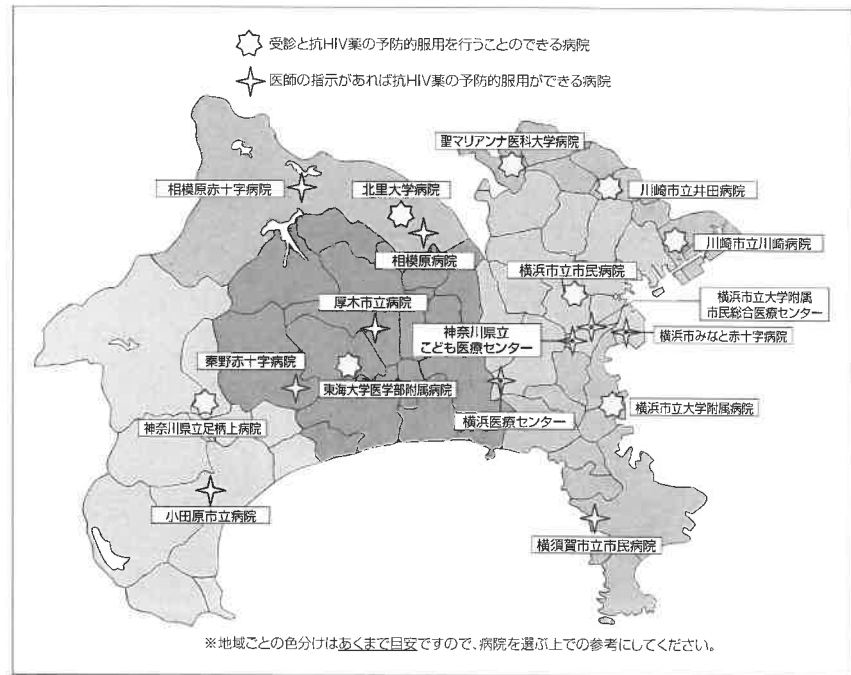 受診と抗HIV薬の予防的服用を行うことのできる病院
医師の指示があれば抗HIV薬の予防的服用ができる病院
聖マリアンナ医科大学病院
相模原赤十字病院
北里大学病院
川崎市立井田病院
相模原病院
川崎市立川崎病院
横浜市立市民病院
厚木市立病院
横浜市立大学附属
市民総合医療センター
神奈川県立
こども医療センター
横浜市みなと赤十字病院
秦野赤十字病院
東海大学医学部附属病院
横浜医療センター
横浜市立大学附属病院
神奈川県立足柄上病院
小田原市立病院
横須賀市立市民病院
※地域ごとの色分けはあくまで目安ですので、病院を選ぶ上での参考にしてください。